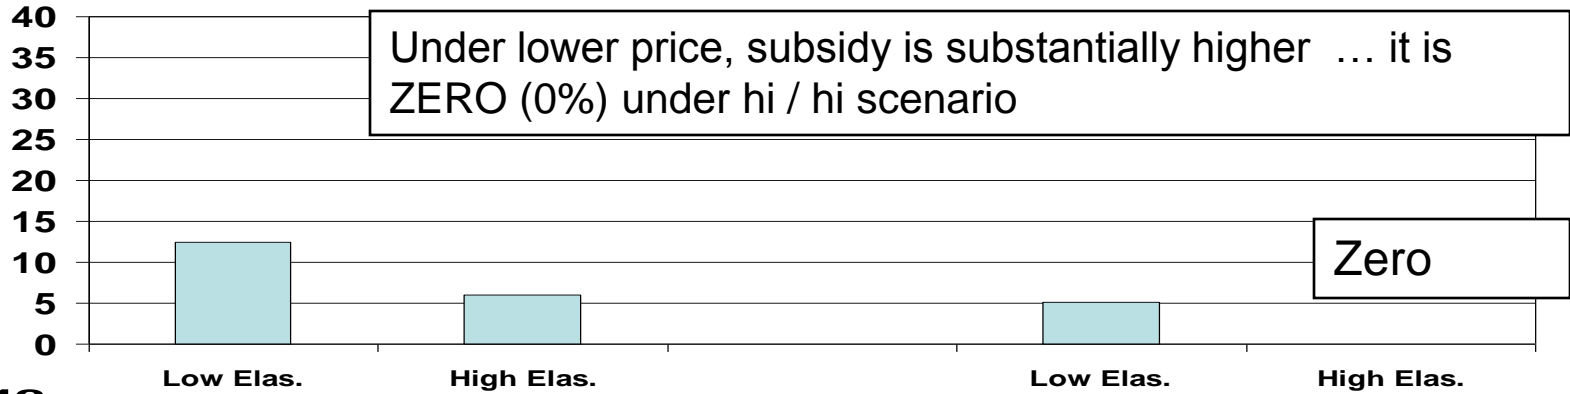 40
Under lower price, subsidy is substantially higher … it is
35
ZERO (0%) under hi / hi scenario
30
25
20
15
Zero
10
5
0
Low Elas. High Elas. Low Elas. High Elas.